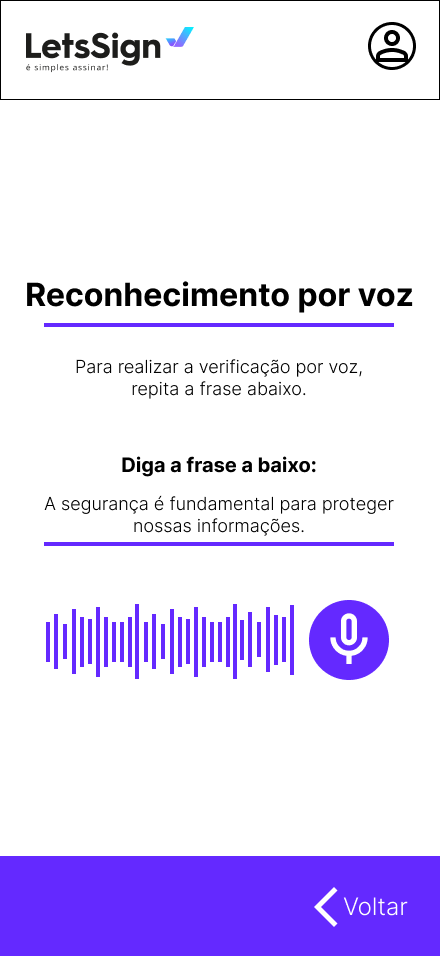 LetsSign
é simples assinar!
Reconhecimento por voz
Para realizar a verificação por voz,
repita a frase abaixo.
Diga a frase a baixo:
A segurança é fundamental para proteger
nossas informações.
Voltar